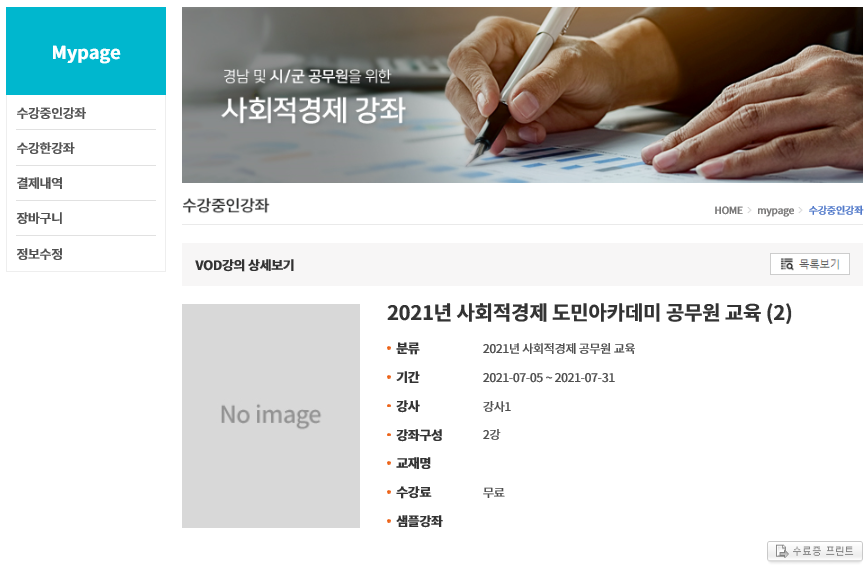 Mypage
수강중인강좌
수강한강좌
결제내역
장바구니
정보수정
경남 및 시/군 공무원을 위한
사회적경제 강좌
수강중인강좌
HOME > mypage > 수강중인강좌
VOD강의 상세보기
목록보기
No image
2021년 사회적경제 도민아카데미 공무원 교육 (2)
분류 2021년 사회적경제 공무원 교육
기간 2021-07-05 ~ 2021-07-31
강사 강사1
강좌구성 2강
교재명
수강료 무료
샘플강좌
수료증 프린트